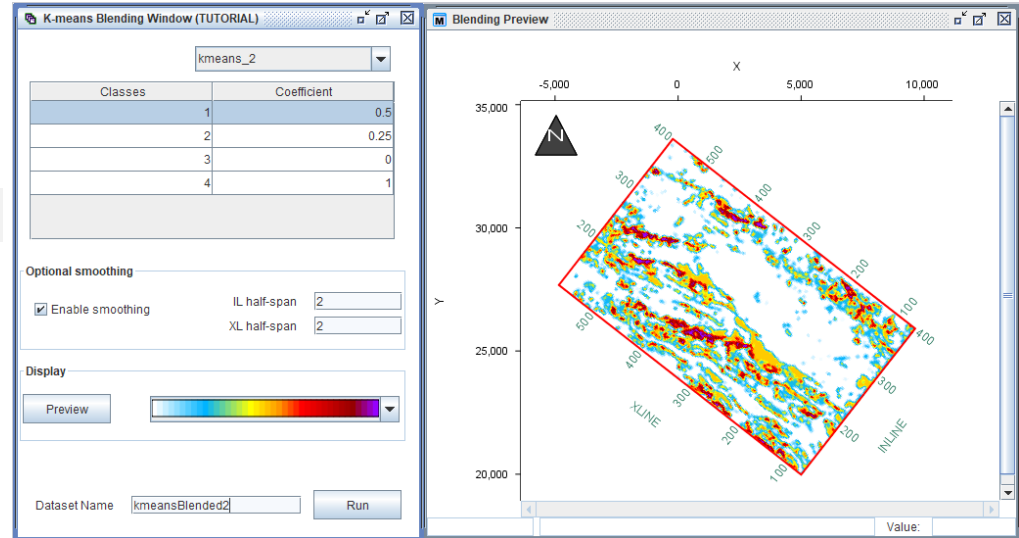 K-means Blending Window (TUTORIAL)
kmeans_2
Classes Coefficient
1 0.5
2 0.25
3 0
4 1
Optional smoothing
Enable smoothing
IL half-span 2
XL half-span 2
Display
Preview
Dataset Name kmeansBlended2 Run
M Blending Preview
X
-5,000 0 5,000 10,000
35,000
30,000
25,000
20,000
Y
N
400
500
400
300
200
100
400
300
200
100
300
200
500
400
300
200
XLINE
INLINE
Value: